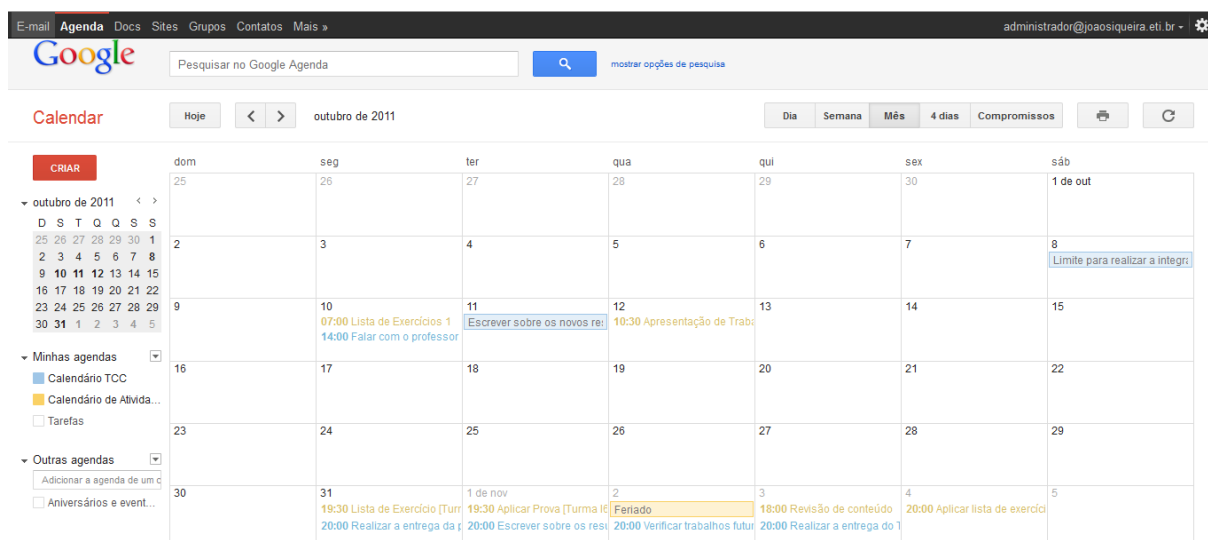 E-mail Agenda Docs Sites Grupos Contatos Mais » administrador@joaosiqueira.eti.br
Google Pesquisar no Google Agenda mostrar opções de pesquisa
Calendar Hoje < > outubro de 2011 Dia Semana Mês 4 dias Compromissos
CRIAR
outubro de 2011 < >
D S T Q Q S S
25 26 27 28 29 30 1
2 3 4 5 6 7 8
9 10 11 12 13 14 15
16 17 18 19 20 21 22
23 24 25 26 27 28 29
30 31 1 2 3 4 5
Minhas agendas
Calendário TCC
Calendário de Ativida...
Tarefas
Outras agendas
Adicionar a agenda de um c
Aniversários e event...
dom seg ter qua qui sex sáb
25 26 27 28 29 30 1 de out
2 3 4 5 6 7 8
Limite para realizar a integra
9 10 11 12 13 14 15
07:00 Lista de Exercícios 1 Escrever sobre os novos re 10:30 Apresentação de Traba
14:00 Falar com o professor
16 17 18 19 20 21 22
23 24 25 26 27 28 29
30 31 1 de nov 2 3 4 5
19:30 Lista de Exercício [Turr 19:30 Aplicar Prova [Turma Feriado 18:00 Revisão de conteúdo 20:00 Aplicar lista de exercíci
20:00 Realizar a entrega da p 20:00 Escrever sobre os resu 20:00 Verificar trabalhos futur 20:00 Realizar a entrega do T